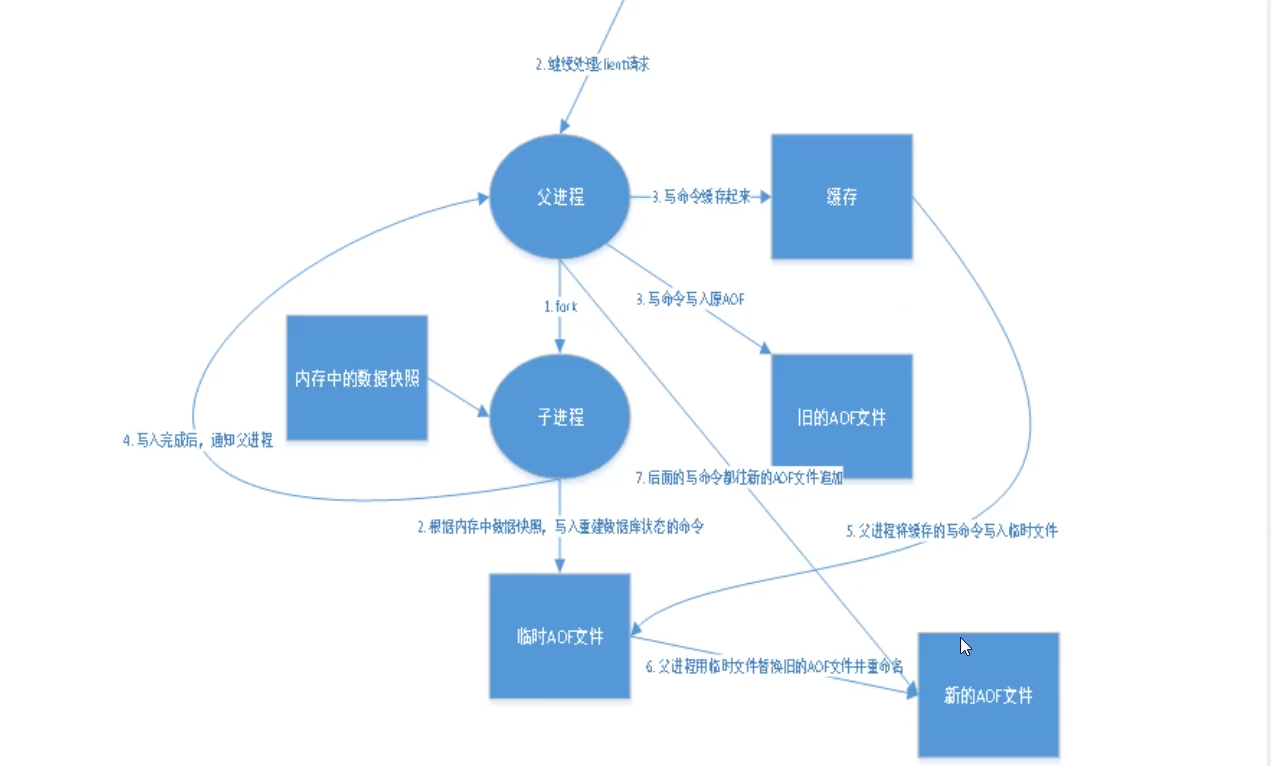 2.继续处理client请求
父进程
3.写命令缓存起来
缓存
1.fork
3.写命令写入原AOF
内存中的数据快照
子进程
旧的AOF文件
4.写入完成后，通知父进程
7.后面的写命令都往新的AOF文件追加
2.根据内存中数据快照，写入重建数据库状态的命令
5.父进程将缓存的写命令写入临时文件
临时AOF文件
6.父进程用临时文件替换旧的AOF文件并重命名
新的AOF文件